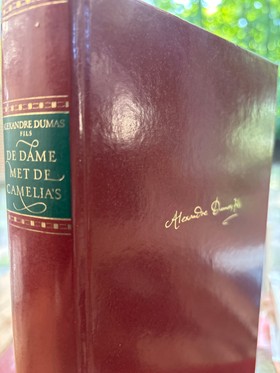 ALEXANDRE DUMAS
FILS
DE DAME
MET DE
CAMELIA'S
Alexandre Dumas